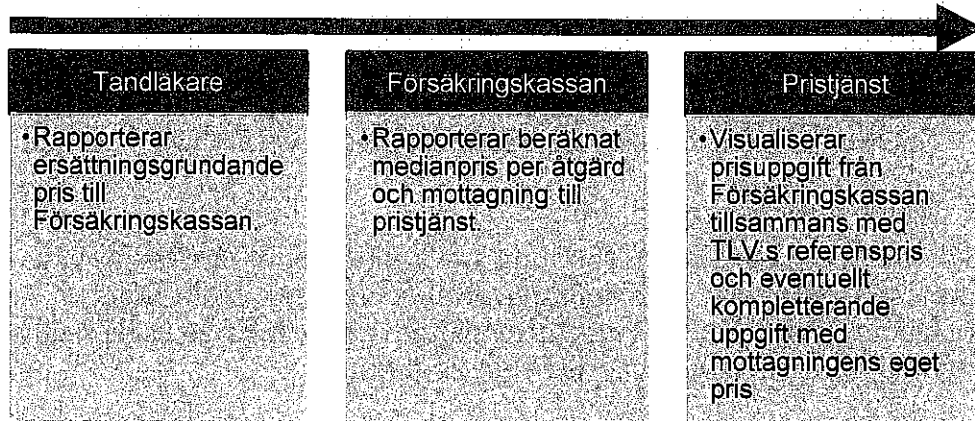 Tandläkare
•Rapporterar
ersättningsgrundande
pris till
Försäkringskassan.
Försäkringskassan
•Rapporterar beräknat
medianpris per åtgärd
och mottagning till
pristjänst.
Pristjänst
•Visualiserar
prisuppgift från
Försäkringskassan
tillsammans med
TLV:s referenspris
och eventuellt
kompletterande
uppgift med
mottagningens eget
pris